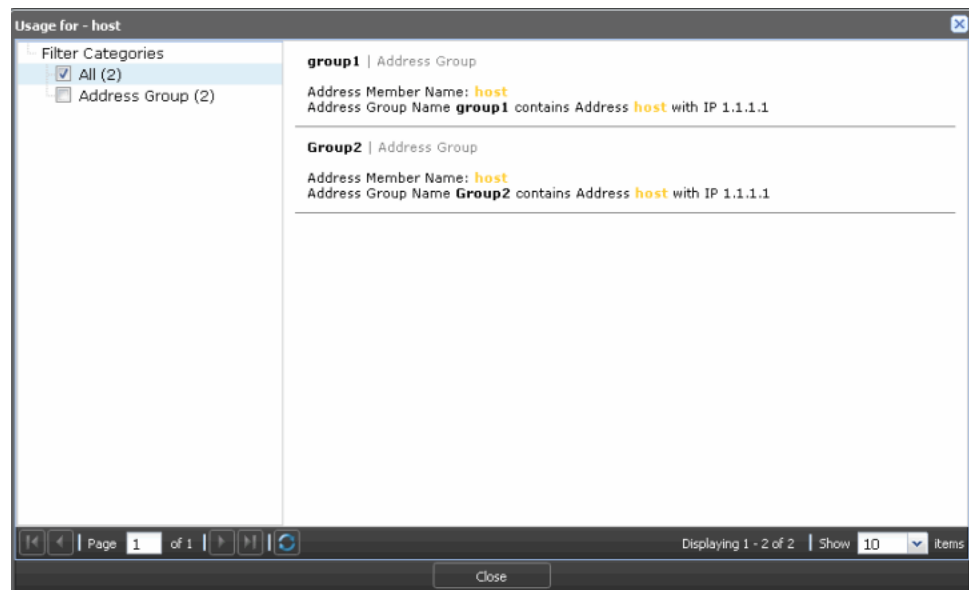 Usage for - host
Filter Categories
All (2)
Address Group (2)
group1 | Address Group
Address Member Name: host
Address Group Name group1 contains Address host with IP 1.1.1.1
Group2 | Address Group
Address Member Name: host
Address Group Name Group2 contains Address host with IP 1.1.1.1
Page 1 of 1
Displaying 1 - 2 of 2 | Show 10 items
Close